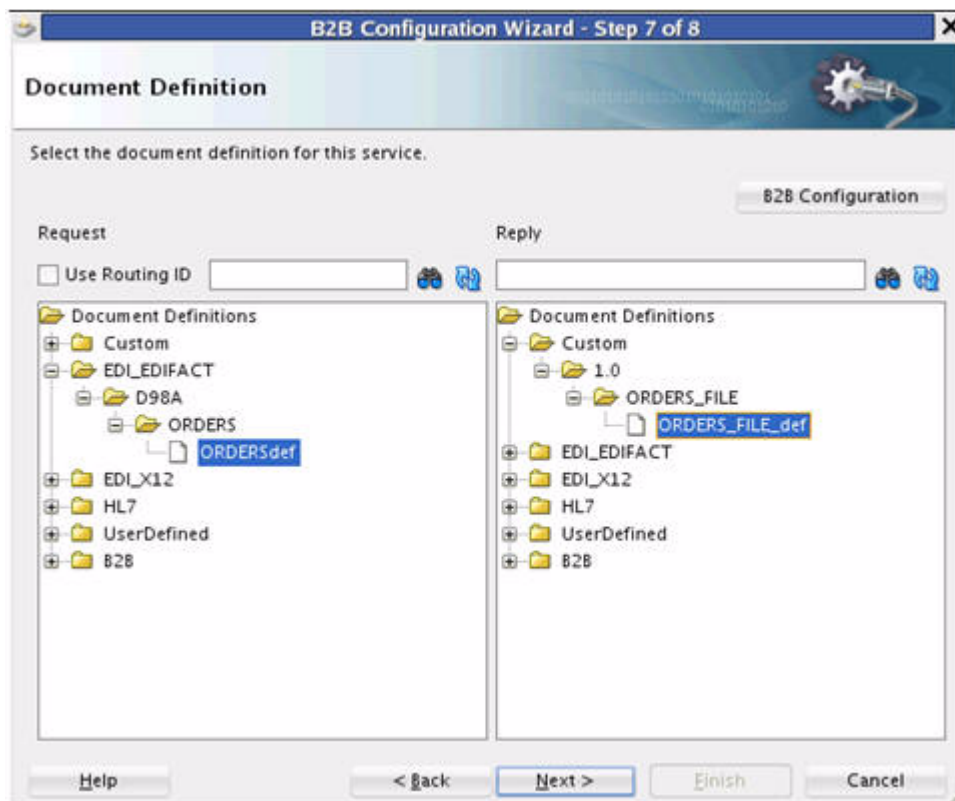 B2B Configuration Wizard - Step 7 of 8
Document Definition
Select the document definition for this service.
B2B Configuration
Request
Reply
Use Routing ID
Document Definitions
Custom
EDI_EDIFACT
D98A
ORDERS
ORDERSdef
EDI_X12
HL7
UserDefined
B2B
Document Definitions
Custom
1.0
ORDERS_FILE
ORDERS_FILE_def
EDI_EDIFACT
EDI_X12
HL7
UserDefined
B2B
Help
< Back
Next >
Finish
Cancel